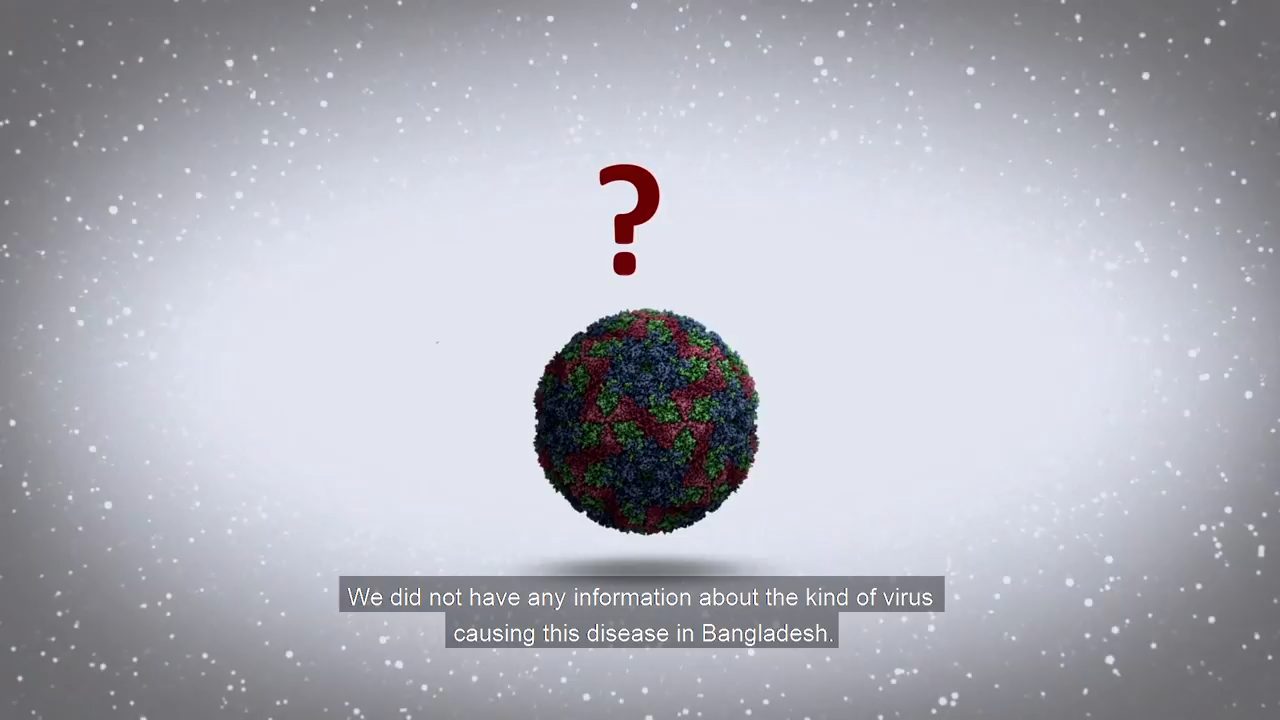 ?
We did not have any information about the kind of virus
causing this disease in Bangladesh.